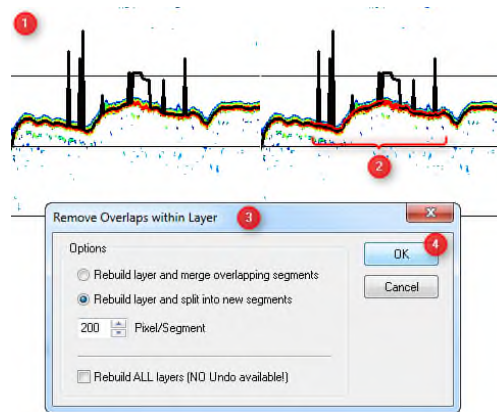 1
2
Remove Overlaps within Layer 3
Options
Rebuild layer and merge overlapping segments
Rebuild layer and split into new segments
200 Pixel/Segment
Rebuild ALL layers (NO Undo available!)
OK 4
Cancel